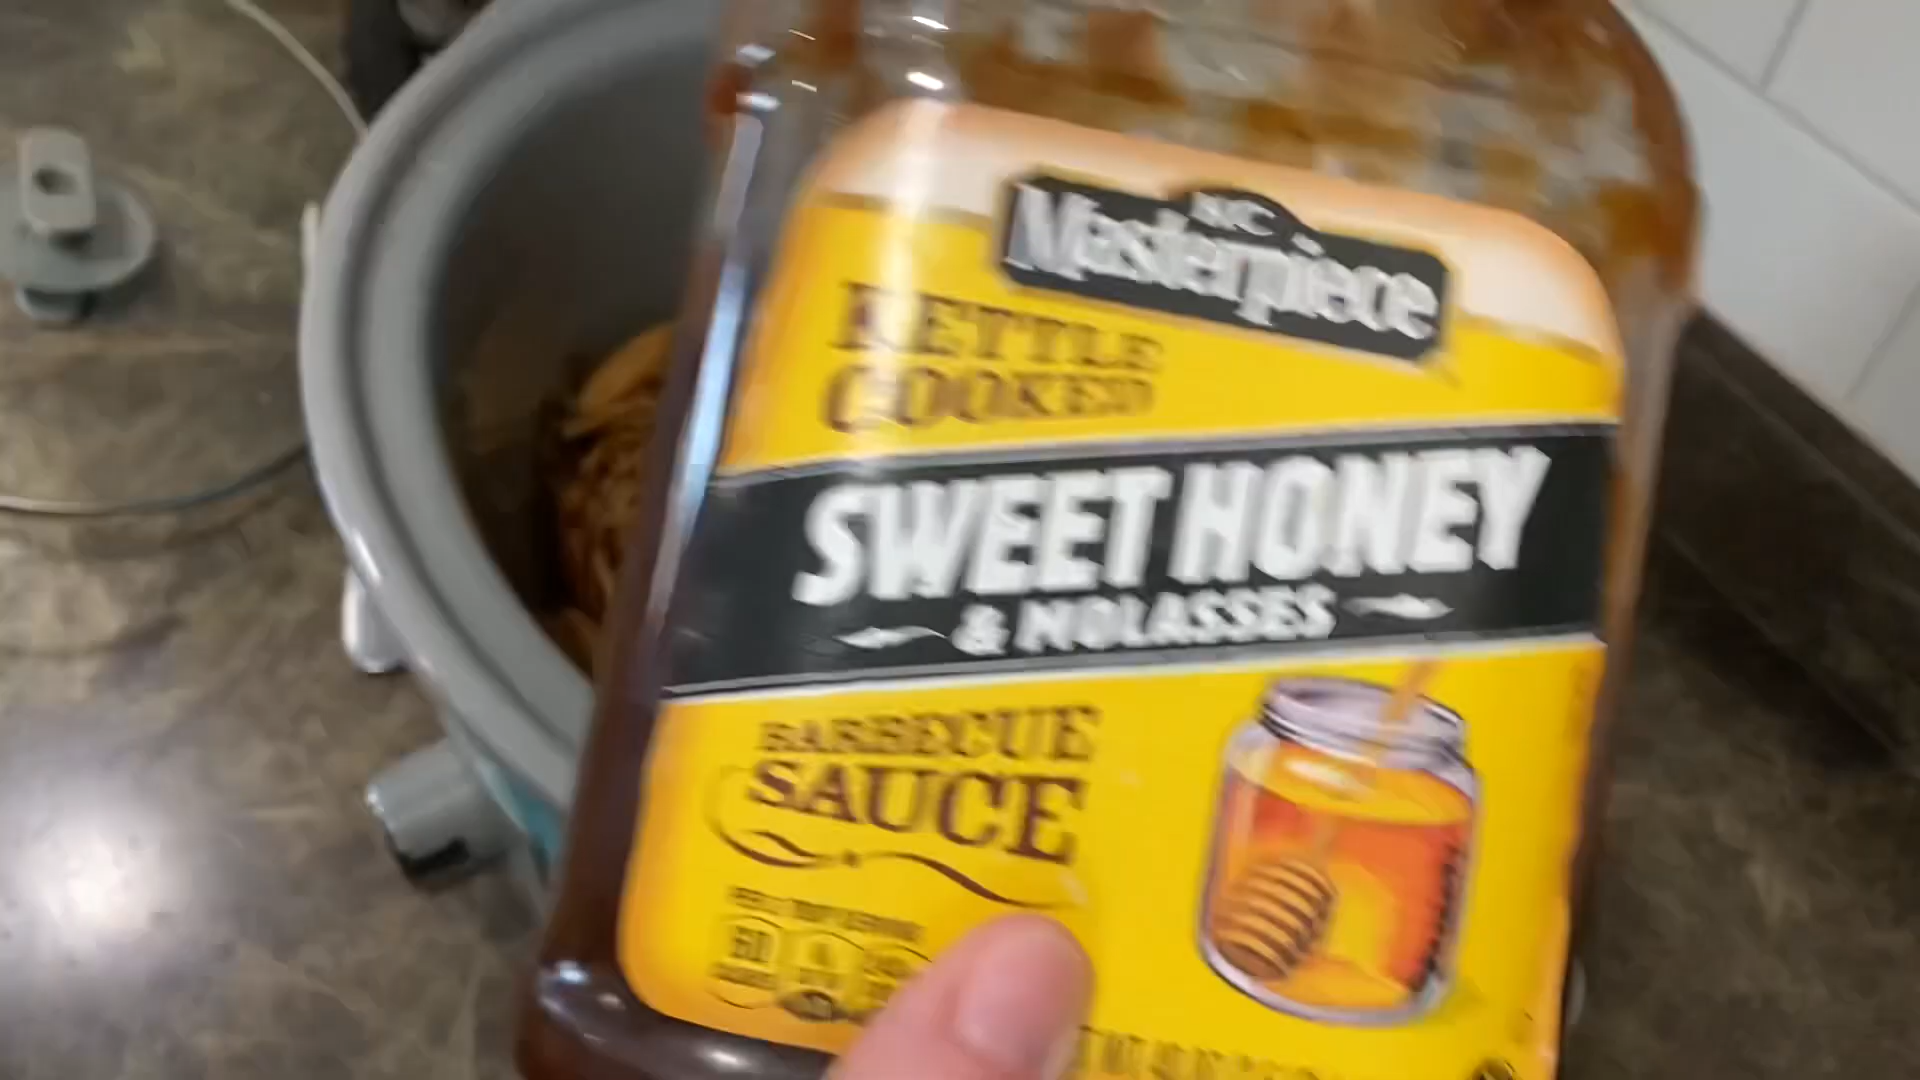 KC
Masterpiece
KETTLE
COOKED
SWEET HONEY
& MOLASSES
BARBECUE
SAUCE